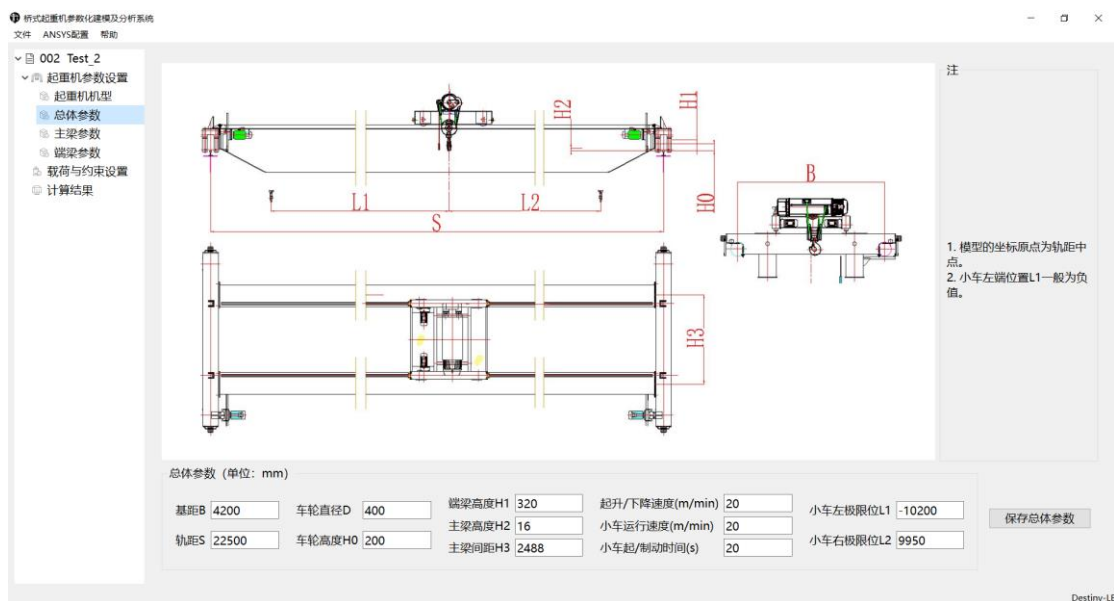 桥式起重机参数化建模及分析系统
文件 ANSYS配置 帮助
002 Test_2
起重机参数设置
起重机机型
总体参数
主梁参数
端梁参数
载荷与约束设置
计算结果
H2
H1
H0
L1
L2
S
B
H3
注
1. 模型的坐标原点为轨距中
点。
2. 小车左端位置L1一般为负
值。
总体参数（单位：mm）
基距B 4200
轨距S 22500
车轮直径D 400
车轮高度H0 200
端梁高度H1 320
主梁高度H2 16
主梁间距H3 2488
起升/下降速度(m/min) 20
小车运行速度(m/min) 20
小车起/制动时间(s) 20
小车左极限位L1 -10200
小车右极限位L2 9950
保存总体参数
Destiny-LE